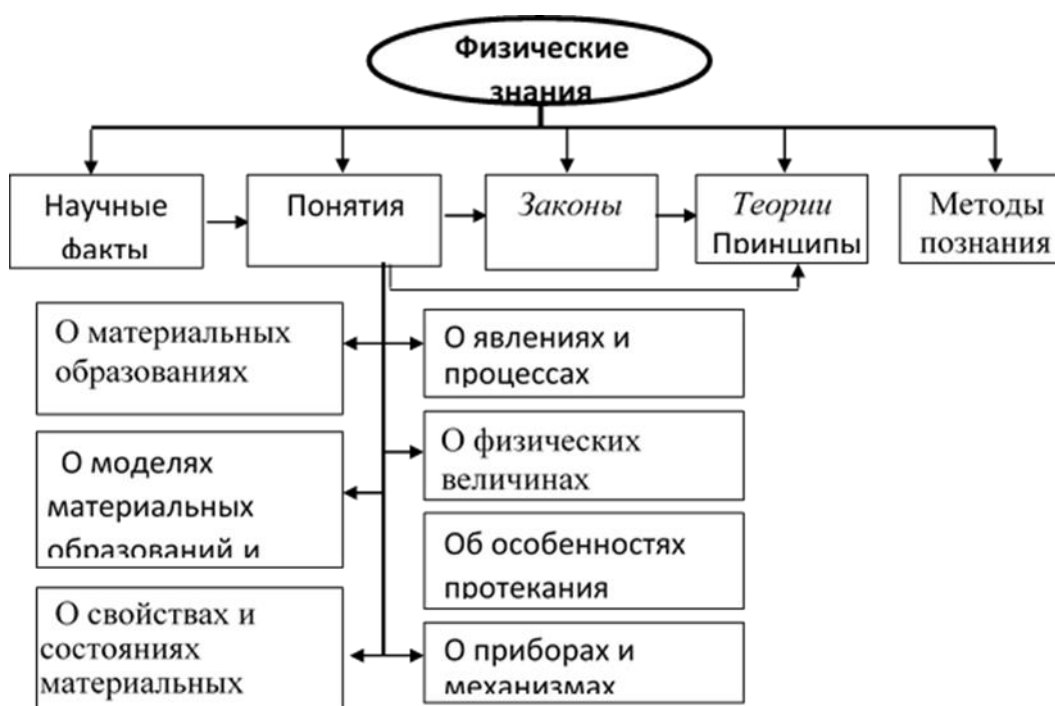 Физические
знания
Научные
факты
Понятия
Законы
Теории
Принципы
Методы
познания
О материальных
образованиях
О явлениях и
процессах
О моделях
материальных
образований и
О физических
величинах
Об особенностях
протекания
О свойствах и
состояниях
материальных
О приборах и
механизмах